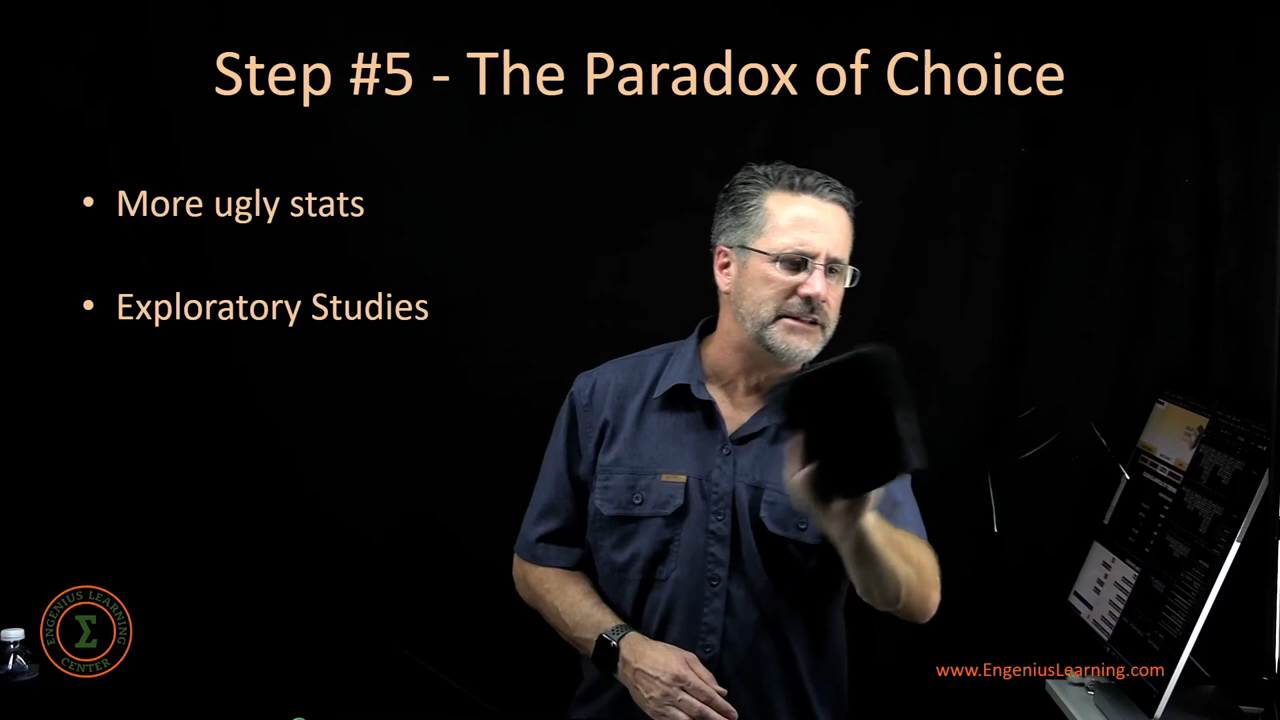 Step #5 - The Paradox of Choice
• More ugly stats
• Exploratory Studies
ENGENIUS LEARNING
Σ
CENTER
www.EngeniusLearning.com